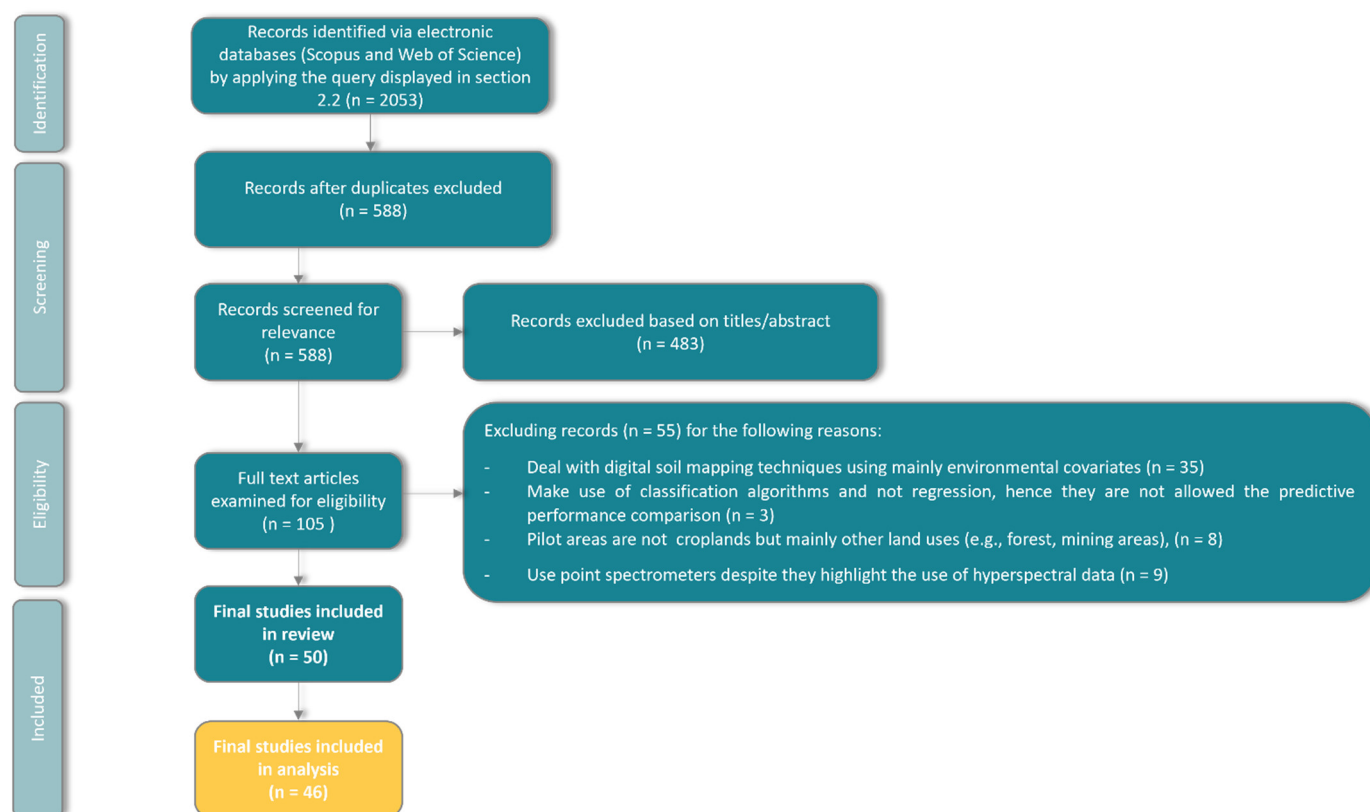 Identification
Records identified via electronic
databases (Scopus and Web of Science)
by applying the query displayed in section
2.2 (n = 2053)
Screening
Records after duplicates excluded
(n = 588)
Records screened for
relevance
(n = 588)
Records excluded based on titles/abstract
(n = 483)
Eligibility
Full text articles
examined for eligibility
(n = 105 )
Excluding records (n = 55) for the following reasons:
- Deal with digital soil mapping techniques using mainly environmental covariates (n = 35)
- Make use of classification algorithms and not regression, hence they are not allowed the predictive
performance comparison (n = 3)
- Pilot areas are not croplands but mainly other land uses (e.g., forest, mining areas), (n = 8)
- Use point spectrometers despite they highlight the use of hyperspectral data (n = 9)
Included
Final studies included
in review
(n = 50)
Final studies included
in analysis
(n = 46)